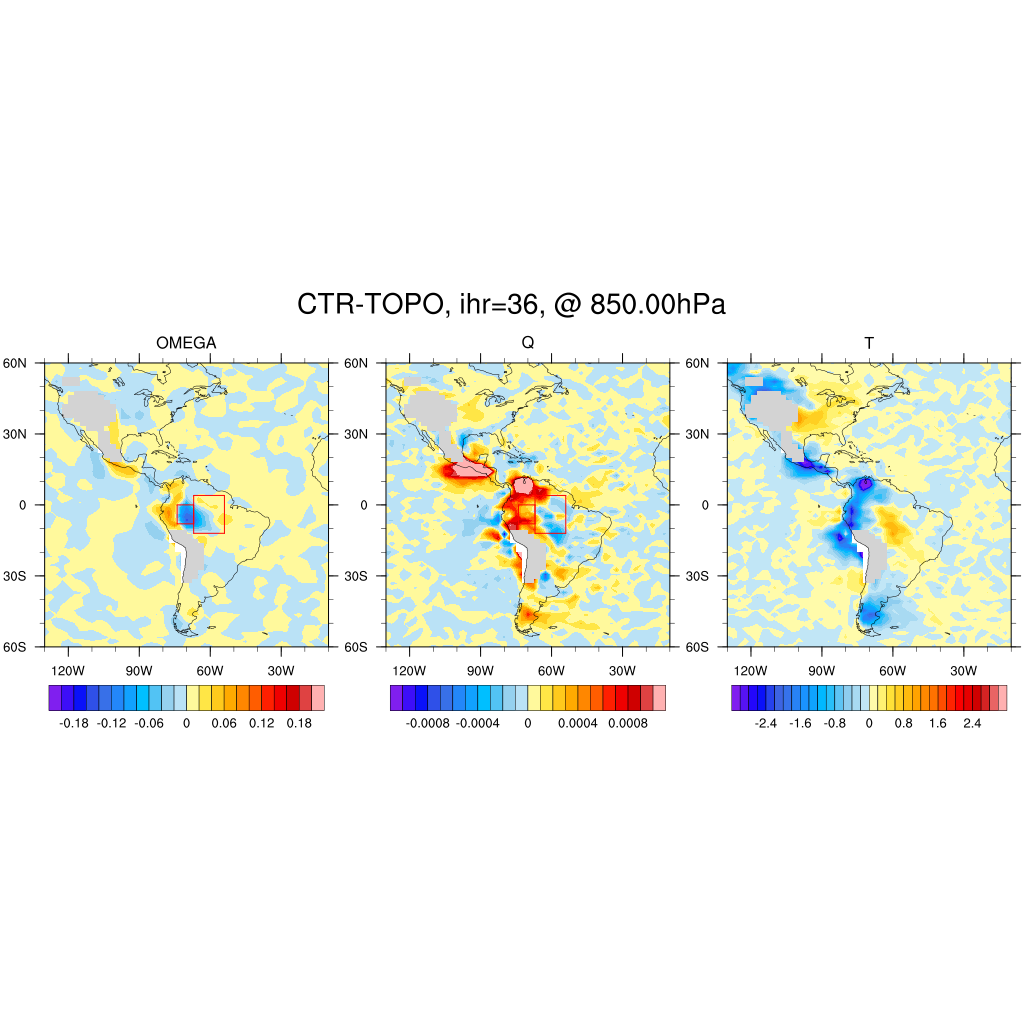 CTR-TOPO, ihr=36, @ 850.00hPa
OMEGA
Q
T
60N
30N
0
30S
60S
120W 90W 60W 30W
60N
30N
0
30S
60S
120W 90W 60W 30W
60N
30N
0
30S
60S
120W 90W 60W 30W
-0.18 -0.12 -0.06 0 0.06 0.12 0.18
-0.0008 -0.0004 0 0.0004 0.0008
-2.4 -1.6 -0.8 0 0.8 1.6 2.4